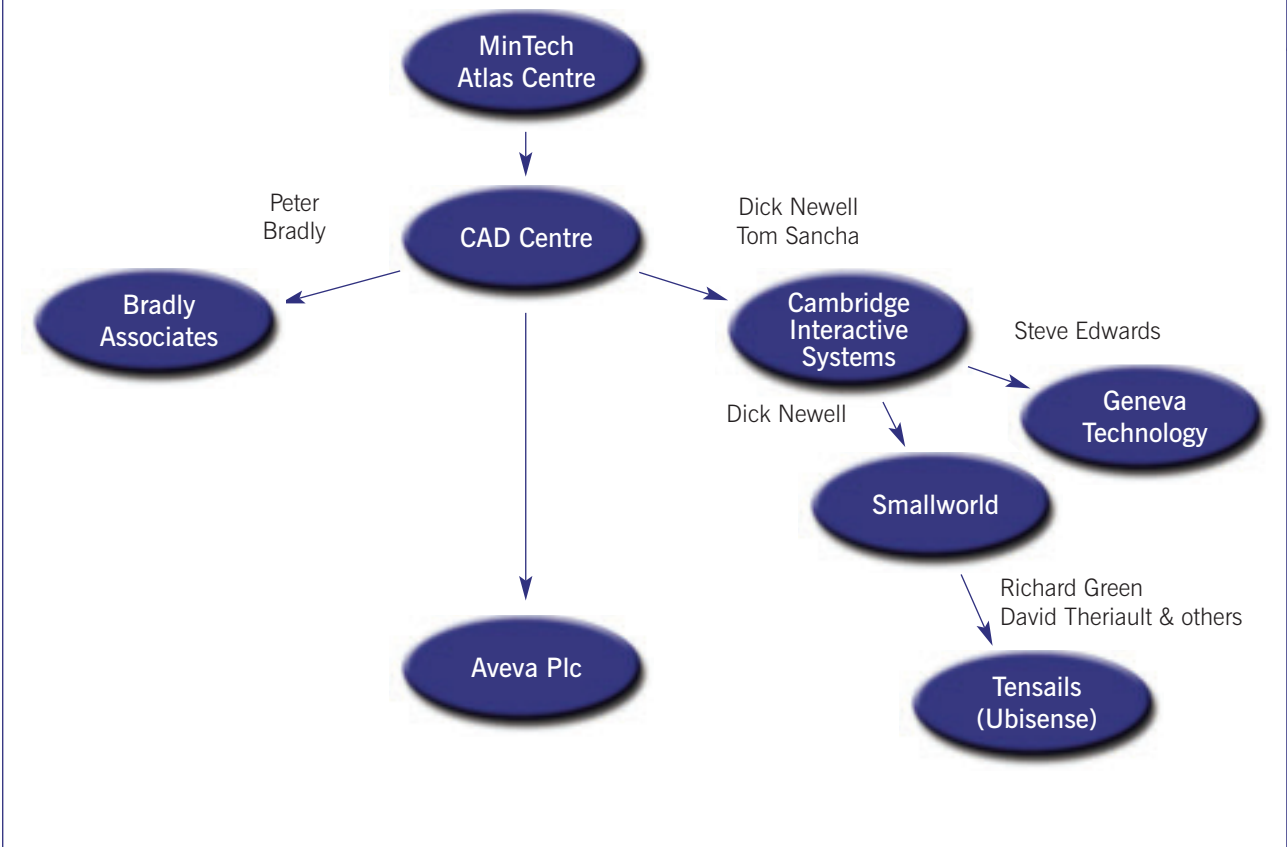 MinTech
Atlas Centre
Peter
Bradly
CAD Centre
Dick Newell
Tom Sancha
Bradly
Associates
Cambridge
Interactive
Systems
Steve Edwards
Geneva
Technology
Dick Newell
Smallworld
Richard Green
David Theriault & others
Aveva Plc
Tensails
(Ubisense)